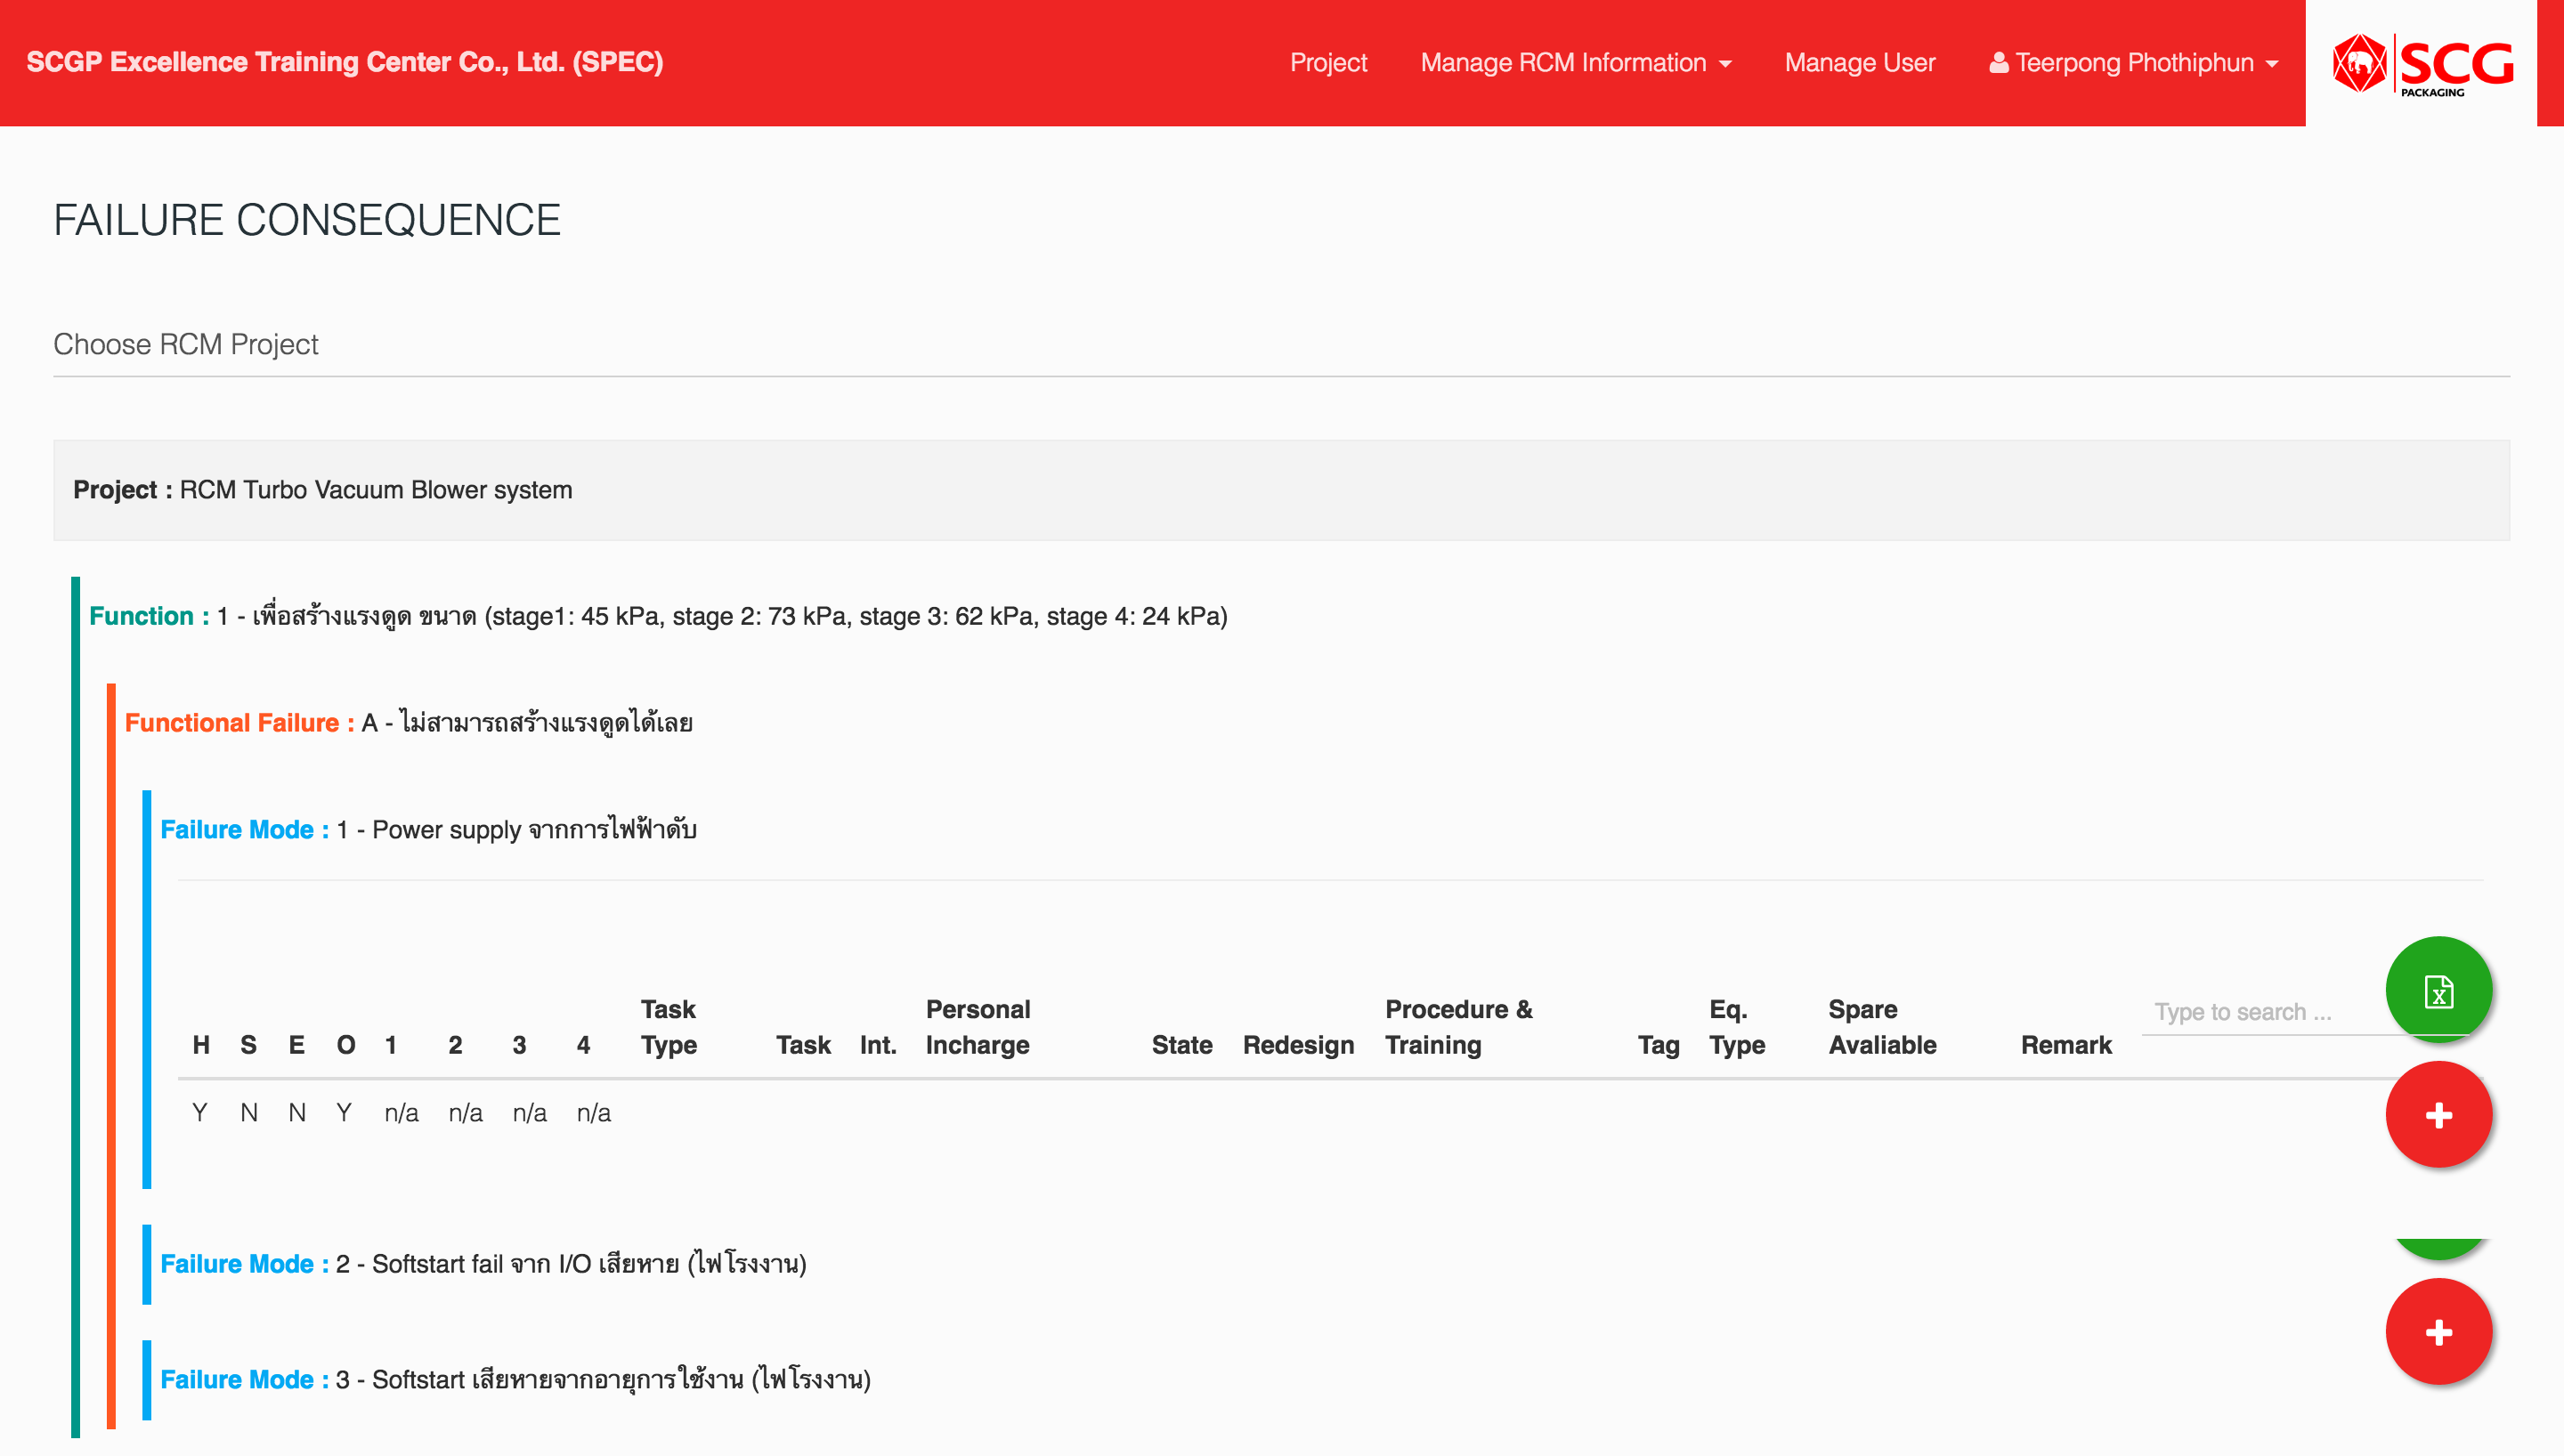 SCGP Excellence Training Center Co., Ltd. (SPEC)
Project Manage RCM Information Manage User Teerpong Phothiphun
SCG
PACKAGING
FAILURE CONSEQUENCE
Choose RCM Project
Project : RCM Turbo Vacuum Blower system
Function : 1 - เพื่อสร้างแรงดูด ขนาด (stage1: 45 kPa, stage 2: 73 kPa, stage 3: 62 kPa, stage 4: 24 kPa)
Functional Failure : A - ไม่สามารถสร้างแรงดูดได้เลย
Failure Mode : 1 - Power supply จากการไฟฟ้าดับ
H S E O 1 2 3 4 Task Type Task Int. Personal Incharge State Redesign Procedure & Training Tag Eq. Type Spare Avaliable Remark Type to search ...
Y N N Y n/a n/a n/a n/a
Failure Mode : 2 - Softstart fail จาก I/O เสียหาย (ไฟโรงงาน)
Failure Mode : 3 - Softstart เสียหายจากอายุการใช้งาน (ไฟโรงงาน)